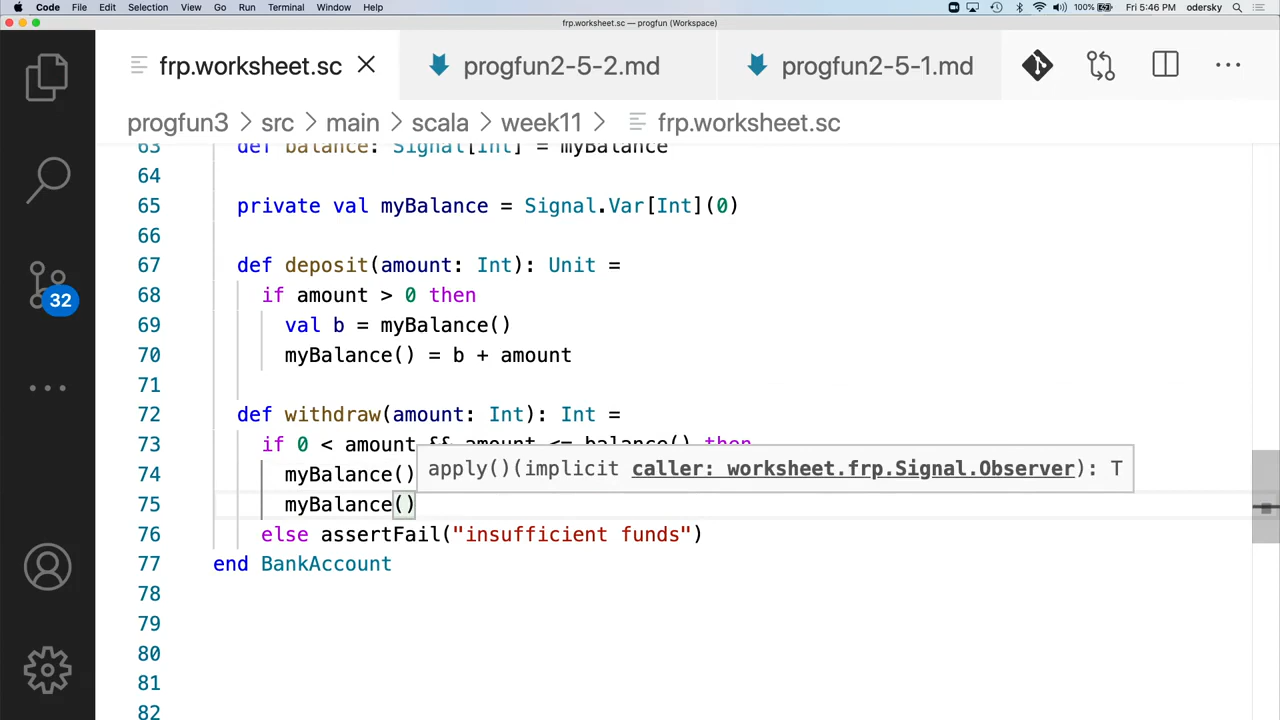 Code File Edit Selection View Go Run Terminal Window Help 100% Fri 5:46 PM odersky
frp.worksheet.sc — progfun (Workspace)
frp.worksheet.sc progfun2-5-2.md progfun2-5-1.md ...
progfun3 > src > main > scala > week11 > frp.worksheet.sc
63 def balance: Signal[Int] = myBalance
64
65 private val myBalance = Signal.Var[Int](0)
66
67 def deposit(amount: Int): Unit =
68 if amount > 0 then
69 val b = myBalance()
70 myBalance() = b + amount
71
72 def withdraw(amount: Int): Int =
73 if 0 < amount && amount <= balance() then
74 myBalance()
apply()(implicit caller: worksheet.frp.Signal.Observer): T
75 myBalance()
76 else assertFail("insufficient funds")
77 end BankAccount
78
79
80
81
82
32